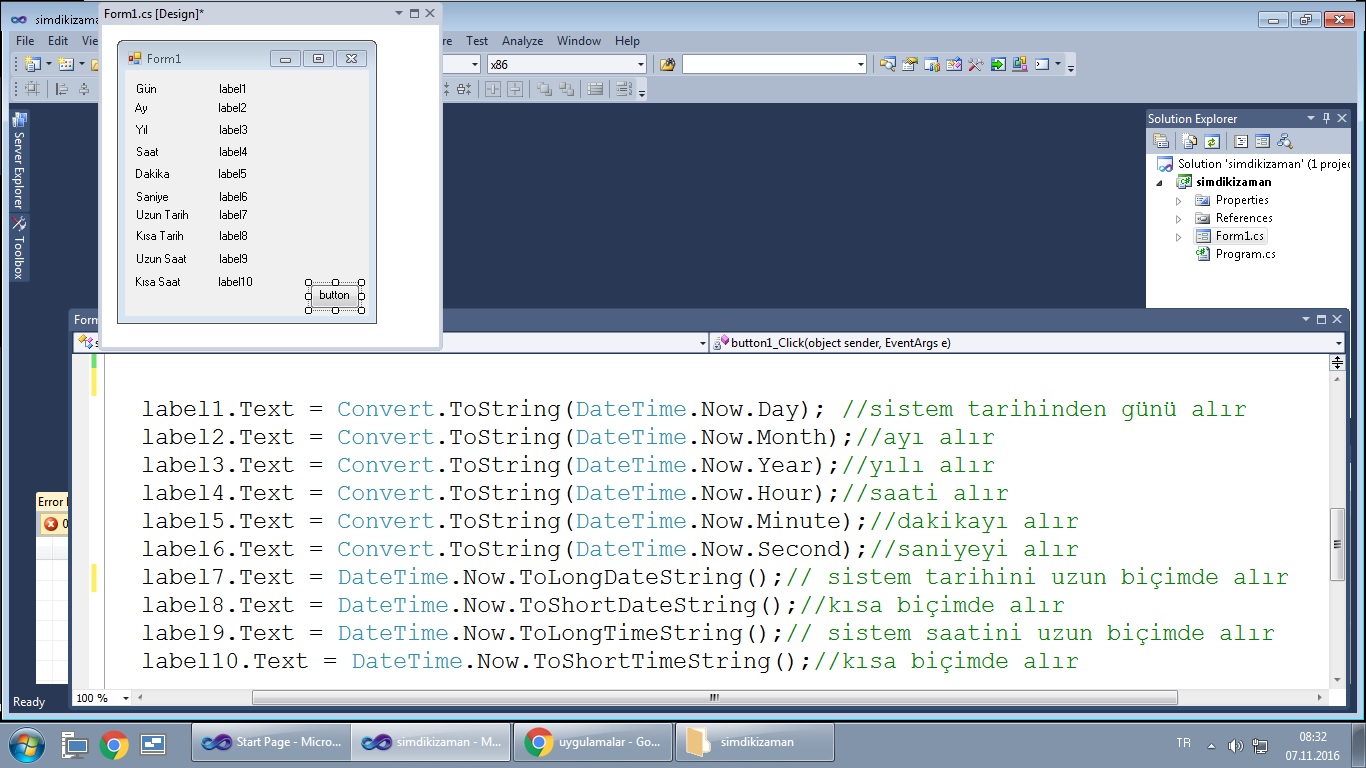 simdikizama
Form1.cs [Design]*
File Edit Vie re Test Analyze Window Help
x86
Form1
Gün label1
Ay label2
Yıl label3
Saat label4
Dakika label5
Saniye label6
Uzun Tarih label7
Kısa Tarih label8
Uzun Saat label9
Kısa Saat label10
button
Server Explorer
Toolbox
Solution Explorer
Solution 'simdikizaman' (1 projec
simdikizaman
Properties
References
Form1.cs
Program.cs
Form
s
button1_Click(object sender, EventArgs e)
label1.Text = Convert.ToString(DateTime.Now.Day); //sistem tarihinden günü alır
label2.Text = Convert.ToString(DateTime.Now.Month);//ayı alır
label3.Text = Convert.ToString(DateTime.Now.Year);//yılı alır
label4.Text = Convert.ToString(DateTime.Now.Hour);//saati alır
label5.Text = Convert.ToString(DateTime.Now.Minute);//dakikayı alır
label6.Text = Convert.ToString(DateTime.Now.Second);//saniyeyi alır
label7.Text = DateTime.Now.ToLongDateString();// sistem tarihini uzun biçimde alır
label8.Text = DateTime.Now.ToShortDateString();//kısa biçimde alır
label9.Text = DateTime.Now.ToLongTimeString();// sistem saatini uzun biçimde alır
label10.Text = DateTime.Now.ToShortTimeString();//kısa biçimde alır
Error
0
100 %
Ready
Start Page - Micro... simdikizaman - M... uygulamalar - Go... simdikizaman
TR
08:32
07.11.2016